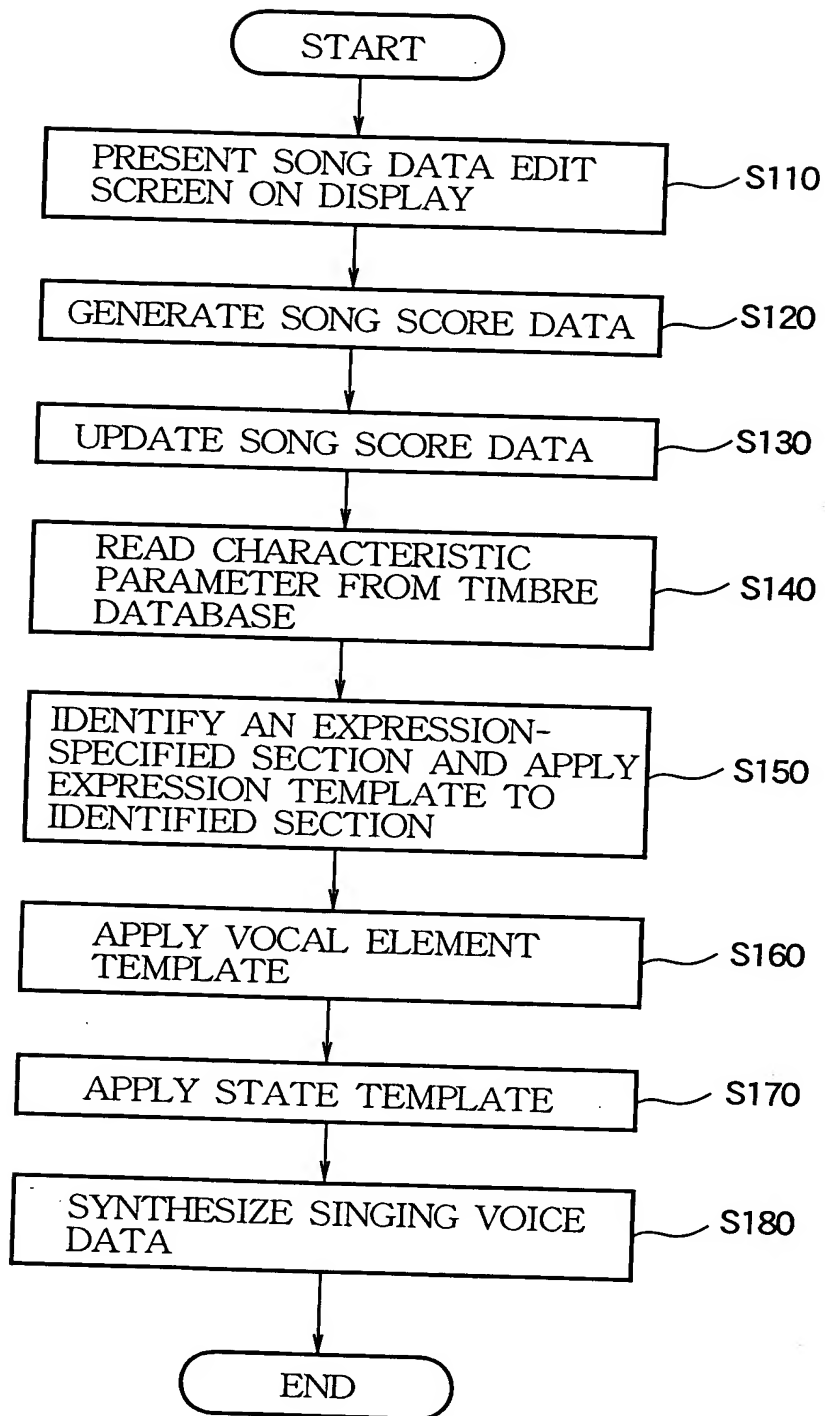 START
PRESENT SONG DATA EDIT
SCREEN ON DISPLAY
S110
GENERATE SONG SCORE DATA
S120
UPDATE SONG SCORE DATA
S130
READ CHARACTERISTIC
PARAMETER FROM TIMBRE
DATABASE
S140
IDENTIFY AN EXPRESSION-
SPECIFIED SECTION AND APPLY
EXPRESSION TEMPLATE TO
IDENTIFIED SECTION
S150
APPLY VOCAL ELEMENT
TEMPLATE
S160
APPLY STATE TEMPLATE
S170
SYNTHESIZE SINGING VOICE
DATA
S180
END